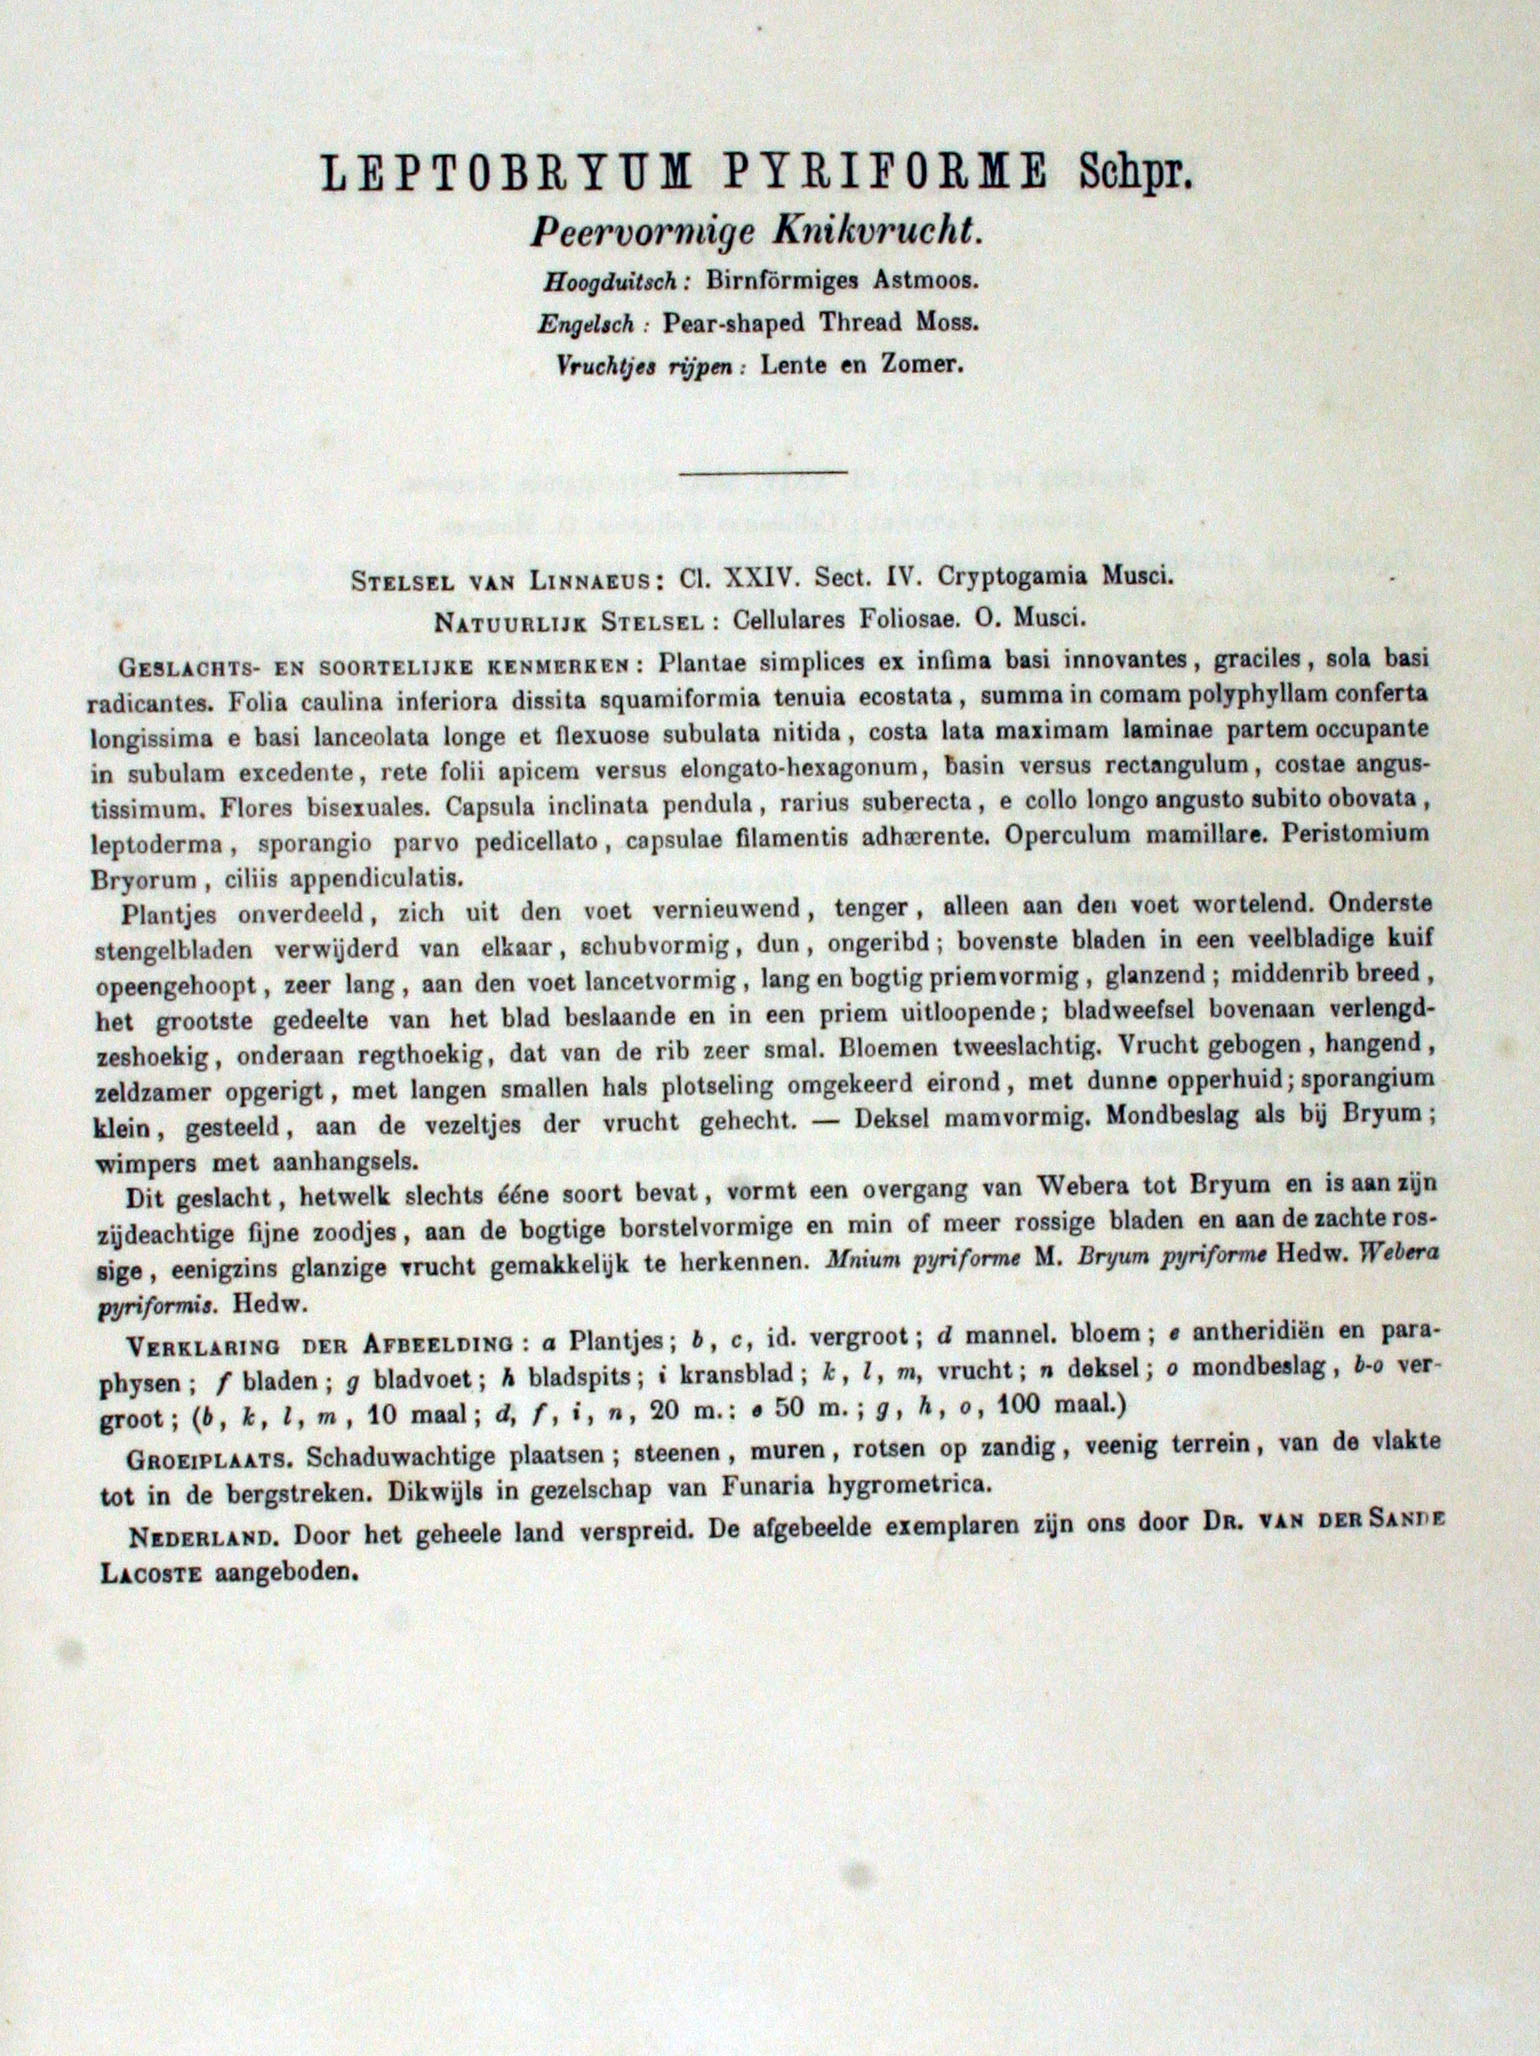 LEPTOBRYUM PYRIFORME Schpr.
Peervormige Knikvrucht.
Hoogduitsch: Birnförmiges Astmoos.
Engelsch: Pear-shaped Thread Moss.
Vruchtjes rijpen: Lente en Zomer.
STELSEL VAN LINNAEUS: Cl. XXIV. Sect. IV. Cryptogamia Musci.
NATUURLIJK STELSEL: Cellulares Foliosae. O. Musci.
GESLACHTS- EN SOORTELIJKE KENMERKEN: Plantae simplices ex infima basi innovantes, graciles, sola basi
radicantes. Folia caulina inferiora dissita squamiformia tenuia ecostata, summa in comam polyphyllam conferta
longissima e basi lanceolata longe et flexuose subulata nitida, costa lata maximam laminae partem occupante
in subulam excedente, rete folii apicem versus elongato-hexagonum, basin versus rectangulum, costae angus-
tissimum. Flores bisexuales. Capsula inclinata pendula, rarius suberecta, e collo longo angusto subito obovata,
leptoderma, sporangio parvo pedicellato, capsulae filamentis adhærente. Operculum mamillare. Peristomium
Bryorum, ciliis appendiculatis.
Plantjes onverdeeld, zich uit den voet vernieuwend, tenger, alleen aan den voet wortelend. Onderste
stengelbladen verwijderd van elkaar, schubvormig, dun, ongeribd; bovenste bladen in een veelbladige kuif
opeengehoopt, zeer lang, aan den voet lancetvormig, lang en bogtig priemvormig, glanzend; middenrib breed,
het grootste gedeelte van het blad beslaande en in een priem uitloopende; bladweefsel bovenaan verlengd-
zeshoekig, onderaan regthoekig, dat van de rib zeer smal. Bloemen tweeslachtig. Vrucht gebogen, hangend,
zeldzamer opgerigt, met langen smallen hals plotseling omgekeerd eirond, met dunne opperhuid; sporangium
klein, gesteeld, aan de vezeltjes der vrucht gehecht. — Deksel mamvormig. Mondbeslag als bij Bryum;
wimpers met aanhangsels.
Dit geslacht, hetwelk slechts ééne soort bevat, vormt een overgang van Webera tot Bryum en is aan zijn
zijdeachtige fijne zoodjes, aan de bogtige borstelvormige en min of meer rossige bladen en aan de zachte ros-
sige, eenigzins glanzige vrucht gemakkelijk te herkennen. Mnium pyriforme M. Bryum pyriforme Hedw. Webera
pyriformis. Hedw.
VERKLARING DER AFBEELDING: a Plantjes; b, c, id. vergroot; d mannel. bloem; e antheridiën en para-
physen; f bladen; g bladvoet; h bladspits; i kransblad; k, l, m, vrucht; n deksel; o mondbeslag, b-o ver-
groot; (b, k, l, m, 10 maal; d, f, i, n, 20 m.: e 50 m.; g, h, o, 100 maal.)
GROEIPLAATS. Schaduwachtige plaatsen; steenen, muren, rotsen op zandig, veenig terrein, van de vlakte
tot in de bergstreken. Dikwijls in gezelschap van Funaria hygrometrica.
NEDERLAND. Door het geheele land verspreid. De afgebeelde exemplaren zijn ons door DR. VAN DER SANDE
LACOSTE aangeboden.